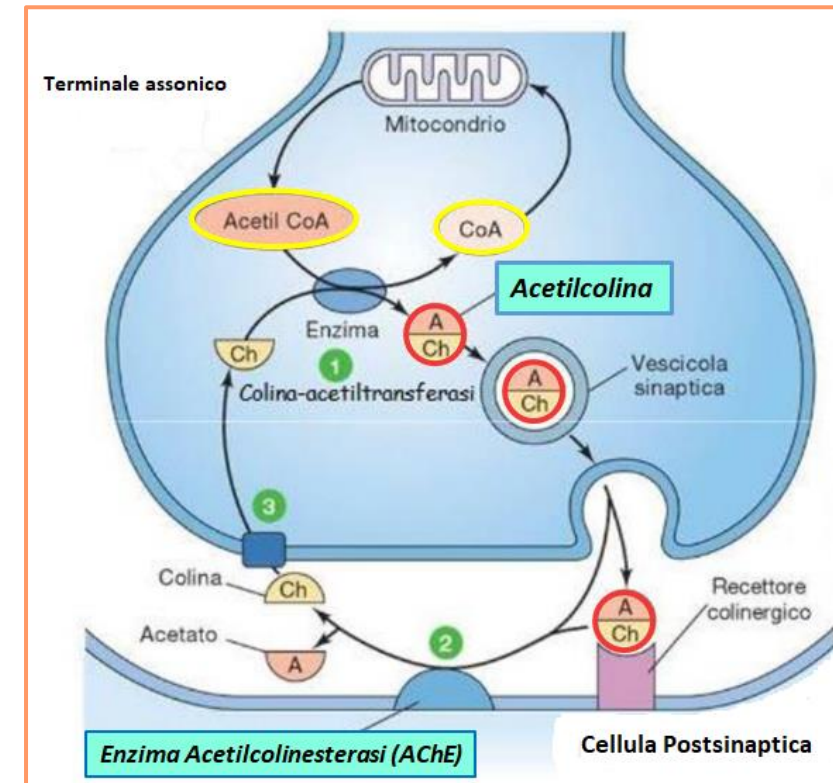 Terminale assonico
Mitocondrio
Acetil CoA
CoA
Acetilcolina
Enzima
A
Ch
Ch
1
Colina-acetiltransferasi
A
Ch
Vescicola
sinaptica
3
Colina
Ch
Acetato
A
2
A
Ch
Recettore
colinergico
Enzima Acetilcolinesterasi (AChE)
Cellula Postsinaptica